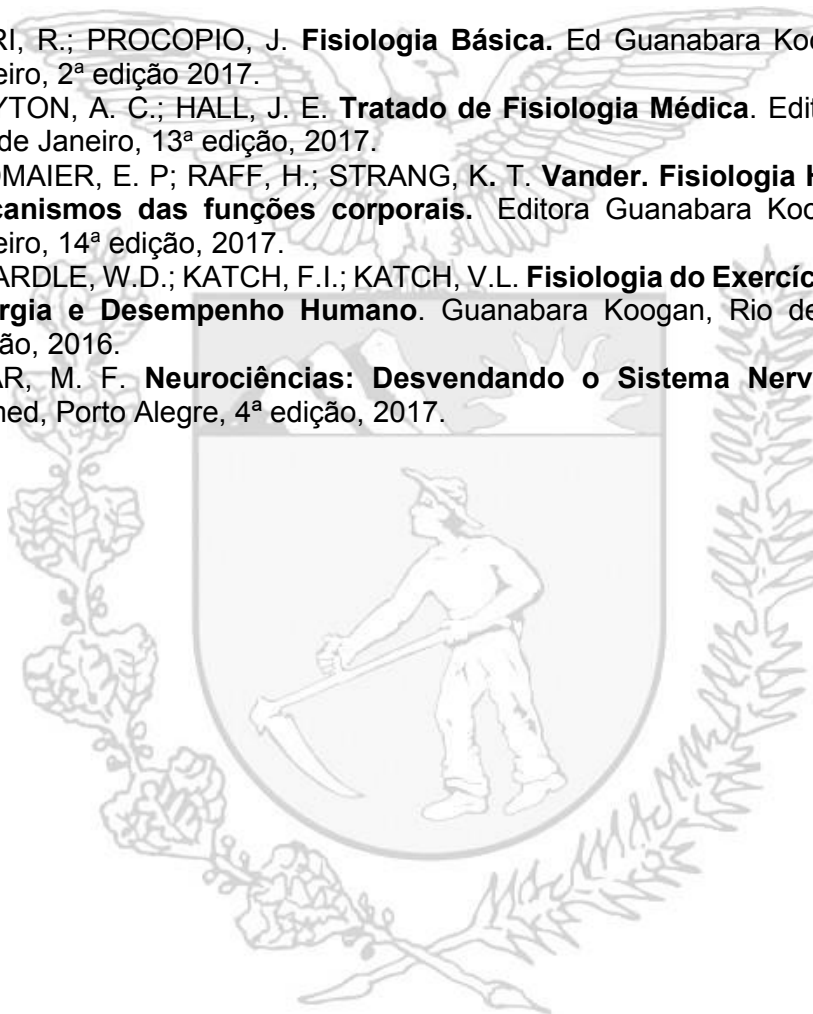 RI, R.; PROCOPIO, J. Fisiologia Básica. Ed Guanabara Koo
eiro, 2ª edição 2017.
YTON, A. C.; HALL, J. E. Tratado de Fisiologia Médica. Edit
de Janeiro, 13ª edição, 2017.
MAIER, E. P; RAFF, H.; STRANG, K. T. Vander. Fisiologia H
canismos das funções corporais. Editora Guanabara Koo
eiro, 14ª edição, 2017.
ARDLE, W.D.; KATCH, F.I.; KATCH, V.L. Fisiologia do Exercíc
rgia e Desempenho Humano. Guanabara Koogan, Rio de
ão, 2016.
AR, M. F. Neurociências: Desvendando o Sistema Nerv
ned, Porto Alegre, 4ª edição, 2017.